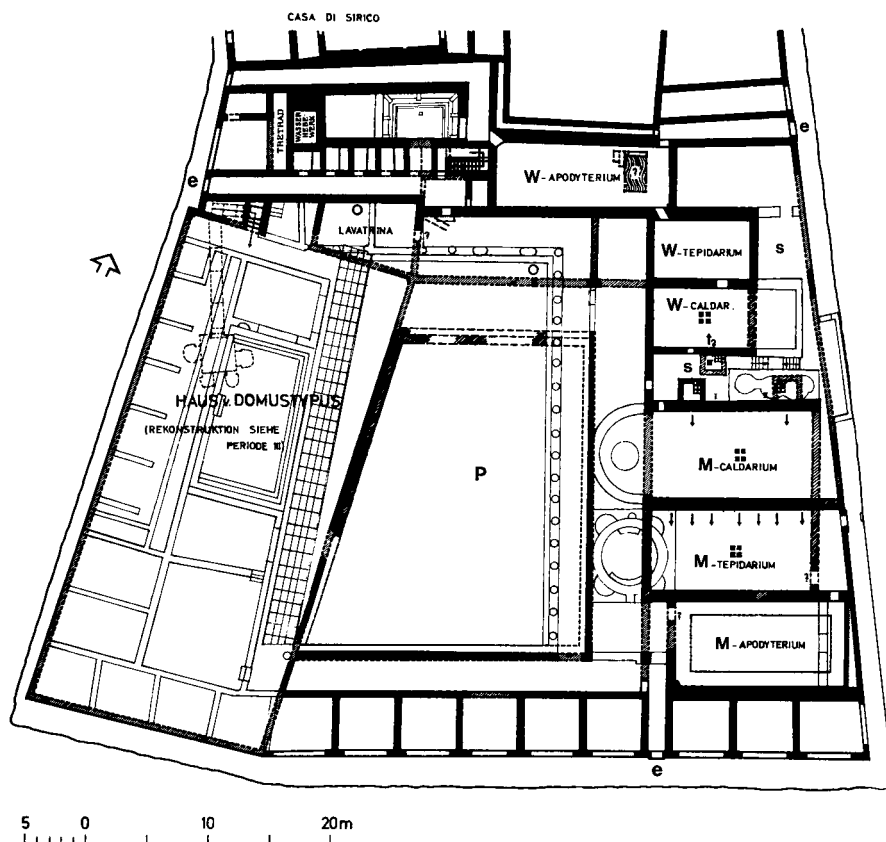 CASA DI SIRICO
e
TRETRAD
WASSER
HEBE-
WERK
e
W-APODYTERIUM
LAVATRINA
?
W-TEPIDARIUM
S
W-CALDAR.
?
S
HAUS v. DOMUSTYPUS
(REKONSTRUKTION SIEHE
PERIODE III)
P
M-CALDARIUM
M-TEPIDARIUM
?
?
M-APODYTERIUM
e
5 0 10 20m